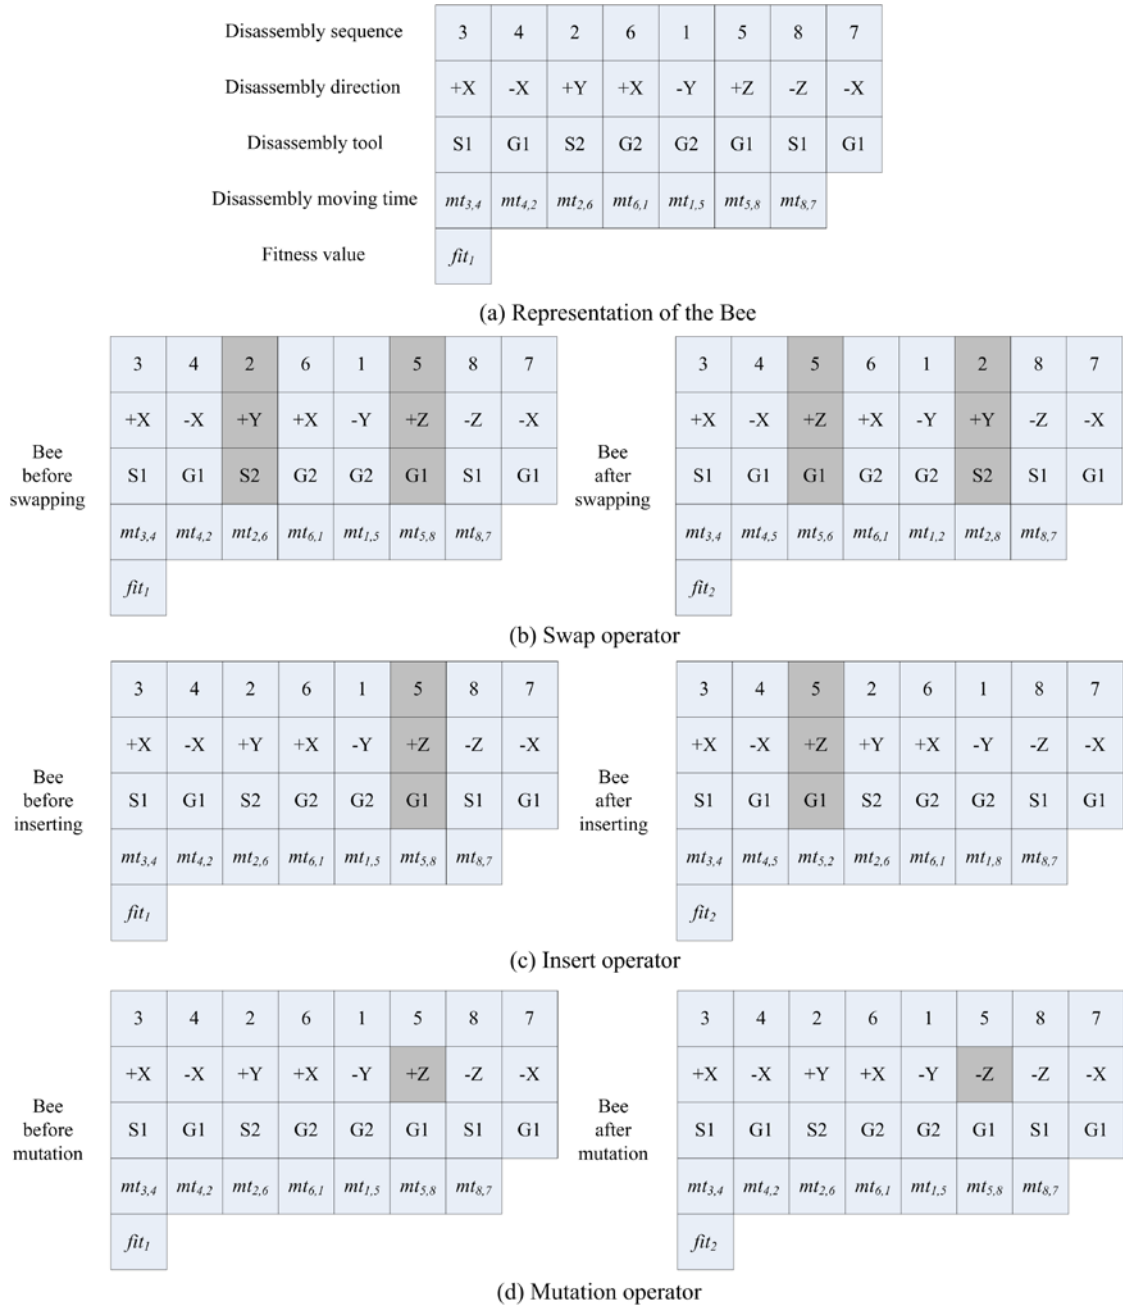 Disassembly sequence 3 4 2 6 1 5 8 7
Disassembly direction +X -X +Y +X -Y +Z -Z -X
Disassembly tool S1 G1 S2 G2 G2 G1 S1 G1
Disassembly moving time mt3,4 mt4,2 mt2,6 mt6,1 mt1,5 mt5,8 mt8,7
Fitness value fit1
(a) Representation of the Bee
Bee
before
swapping
3 4 2 6 1 5 8 7
+X -X +Y +X -Y +Z -Z -X
S1 G1 S2 G2 G2 G1 S1 G1
mt3,4 mt4,2 mt2,6 mt6,1 mt1,5 mt5,8 mt8,7
fit1
Bee
after
swapping
3 4 5 6 1 2 8 7
+X -X +Z +X -Y +Y -Z -X
S1 G1 G1 G2 G2 S2 S1 G1
mt3,4 mt4,5 mt5,6 mt6,1 mt1,2 mt2,8 mt8,7
fit2
(b) Swap operator
Bee
before
inserting
3 4 2 6 1 5 8 7
+X -X +Y +X -Y +Z -Z -X
S1 G1 S2 G2 G2 G1 S1 G1
mt3,4 mt4,2 mt2,6 mt6,1 mt1,5 mt5,8 mt8,7
fit1
Bee
after
inserting
3 4 5 2 6 1 8 7
+X -X +Z +Y +X -Y -Z -X
S1 G1 G1 S2 G2 G2 S1 G1
mt3,4 mt4,5 mt5,2 mt2,6 mt6,1 mt1,8 mt8,7
fit2
(c) Insert operator
Bee
before
mutation
3 4 2 6 1 5 8 7
+X -X +Y +X -Y +Z -Z -X
S1 G1 S2 G2 G2 G1 S1 G1
mt3,4 mt4,2 mt2,6 mt6,1 mt1,5 mt5,8 mt8,7
fit1
Bee
after
mutation
3 4 2 6 1 5 8 7
+X -X +Y +X -Y -Z -Z -X
S1 G1 S2 G2 G2 G1 S1 G1
mt3,4 mt4,2 mt2,6 mt6,1 mt1,5 mt5,8 mt8,7
fit2
(d) Mutation operator